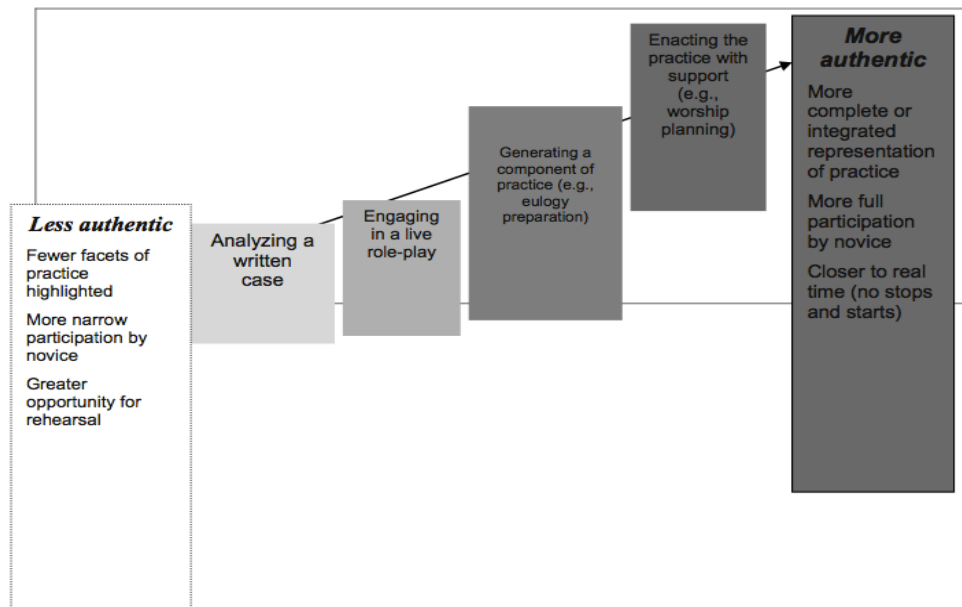 Less authentic
Fewer facets of
practice
highlighted
More narrow
participation by
novice
Greater
opportunity for
rehearsal
Analyzing a
written
case
Engaging
in a live
role-play
Generating a
component of
practice (e.g.,
eulogy
preparation)
Enacting the
practice with
support
(e.g.,
worship
planning)
More
authentic
More
complete or
integrated
representation
of practice
More full
participation
by novice
Closer to real
time (no stops
and starts)